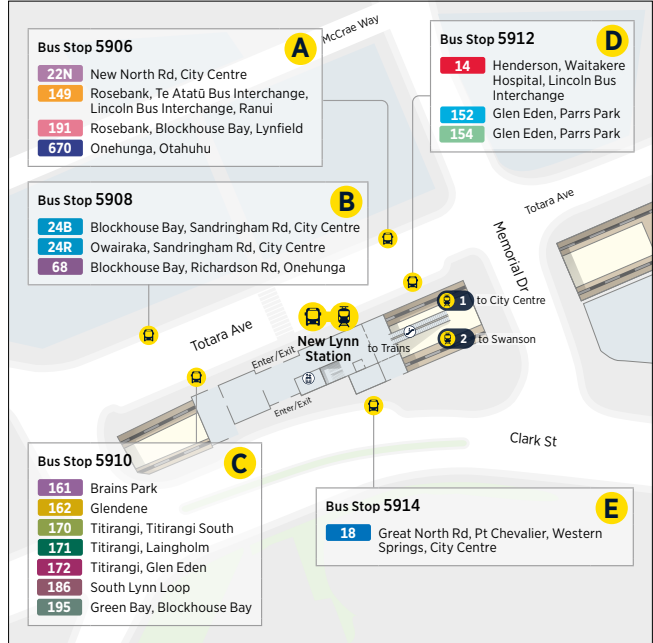 McCrae Way
Bus Stop 5906
A
22N New North Rd, City Centre
149 Rosebank, Te Atatū Bus Interchange,
Lincoln Bus Interchange, Ranui
191 Rosebank, Blockhouse Bay, Lynfield
670 Onehunga, Otahuhu
Bus Stop 5912
D
14 Henderson, Waitakere
Hospital, Lincoln Bus
Interchange
152 Glen Eden, Parrs Park
154 Glen Eden, Parrs Park
Bus Stop 5908
B
24B Blockhouse Bay, Sandringham Rd, City Centre
24R Owairaka, Sandringham Rd, City Centre
68 Blockhouse Bay, Richardson Rd, Onehunga
Totara Ave
Memorial Dr
1 to City Centre
2 to Swanson
Totara Ave
New Lynn
Station
to Trains
Enter/Exit
Enter/Exit
Clark St
Bus Stop 5910
C
161 Brains Park
162 Glendene
170 Titirangi, Titirangi South
171 Titirangi, Laingholm
172 Titirangi, Glen Eden
186 South Lynn Loop
195 Green Bay, Blockhouse Bay
Bus Stop 5914
E
18 Great North Rd, Pt Chevalier, Western
Springs, City Centre